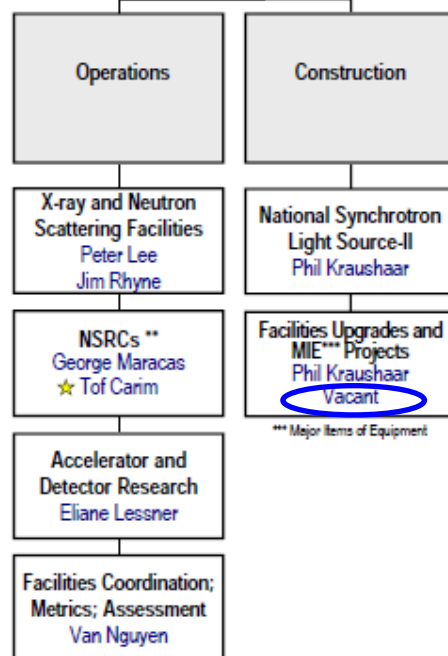 Operations
Construction
X-ray and Neutron
Scattering Facilities
Peter Lee
Jim Rhyne
National Synchrotron
Light Source-II
Phil Kraushaar
NSRCs **
George Maracas
Tof Carim
Facilities Upgrades and
MIE*** Projects
Phil Kraushaar
Vacant
*** Major Items of Equipment
Accelerator and
Detector Research
Eliane Lessner
Facilities Coordination;
Metrics; Assessment
Van Nguyen